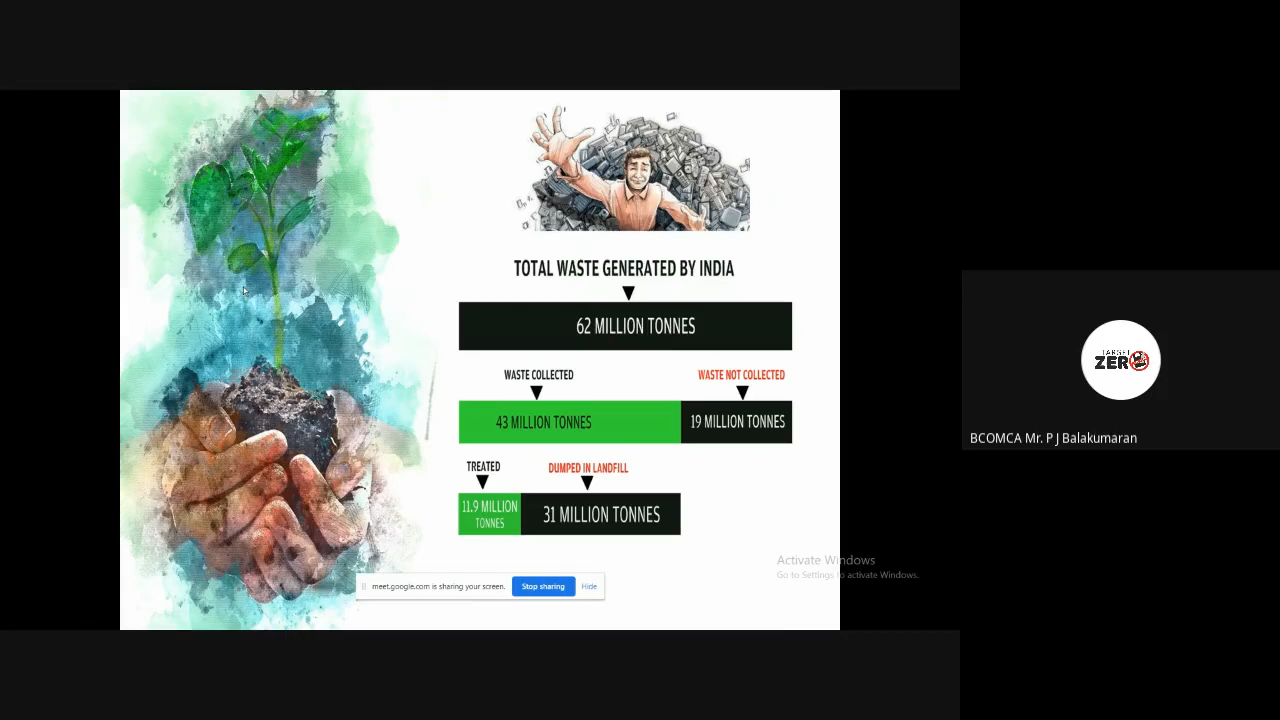 TOTAL WASTE GENERATED BY INDIA
62 MILLION TONNES
WASTE COLLECTED
WASTE NOT COLLECTED
43 MILLION TONNES
19 MILLION TONNES
TREATED
DUMPED IN LANDFILL
11.9 MILLION
TONNES
31 MILLION TONNES
meet.google.com is sharing your screen.
Stop sharing
Hide
Activate Windows
Go to Settings to activate Windows.
TARGET
ZERO
BCOMCA Mr. P J Balakumaran